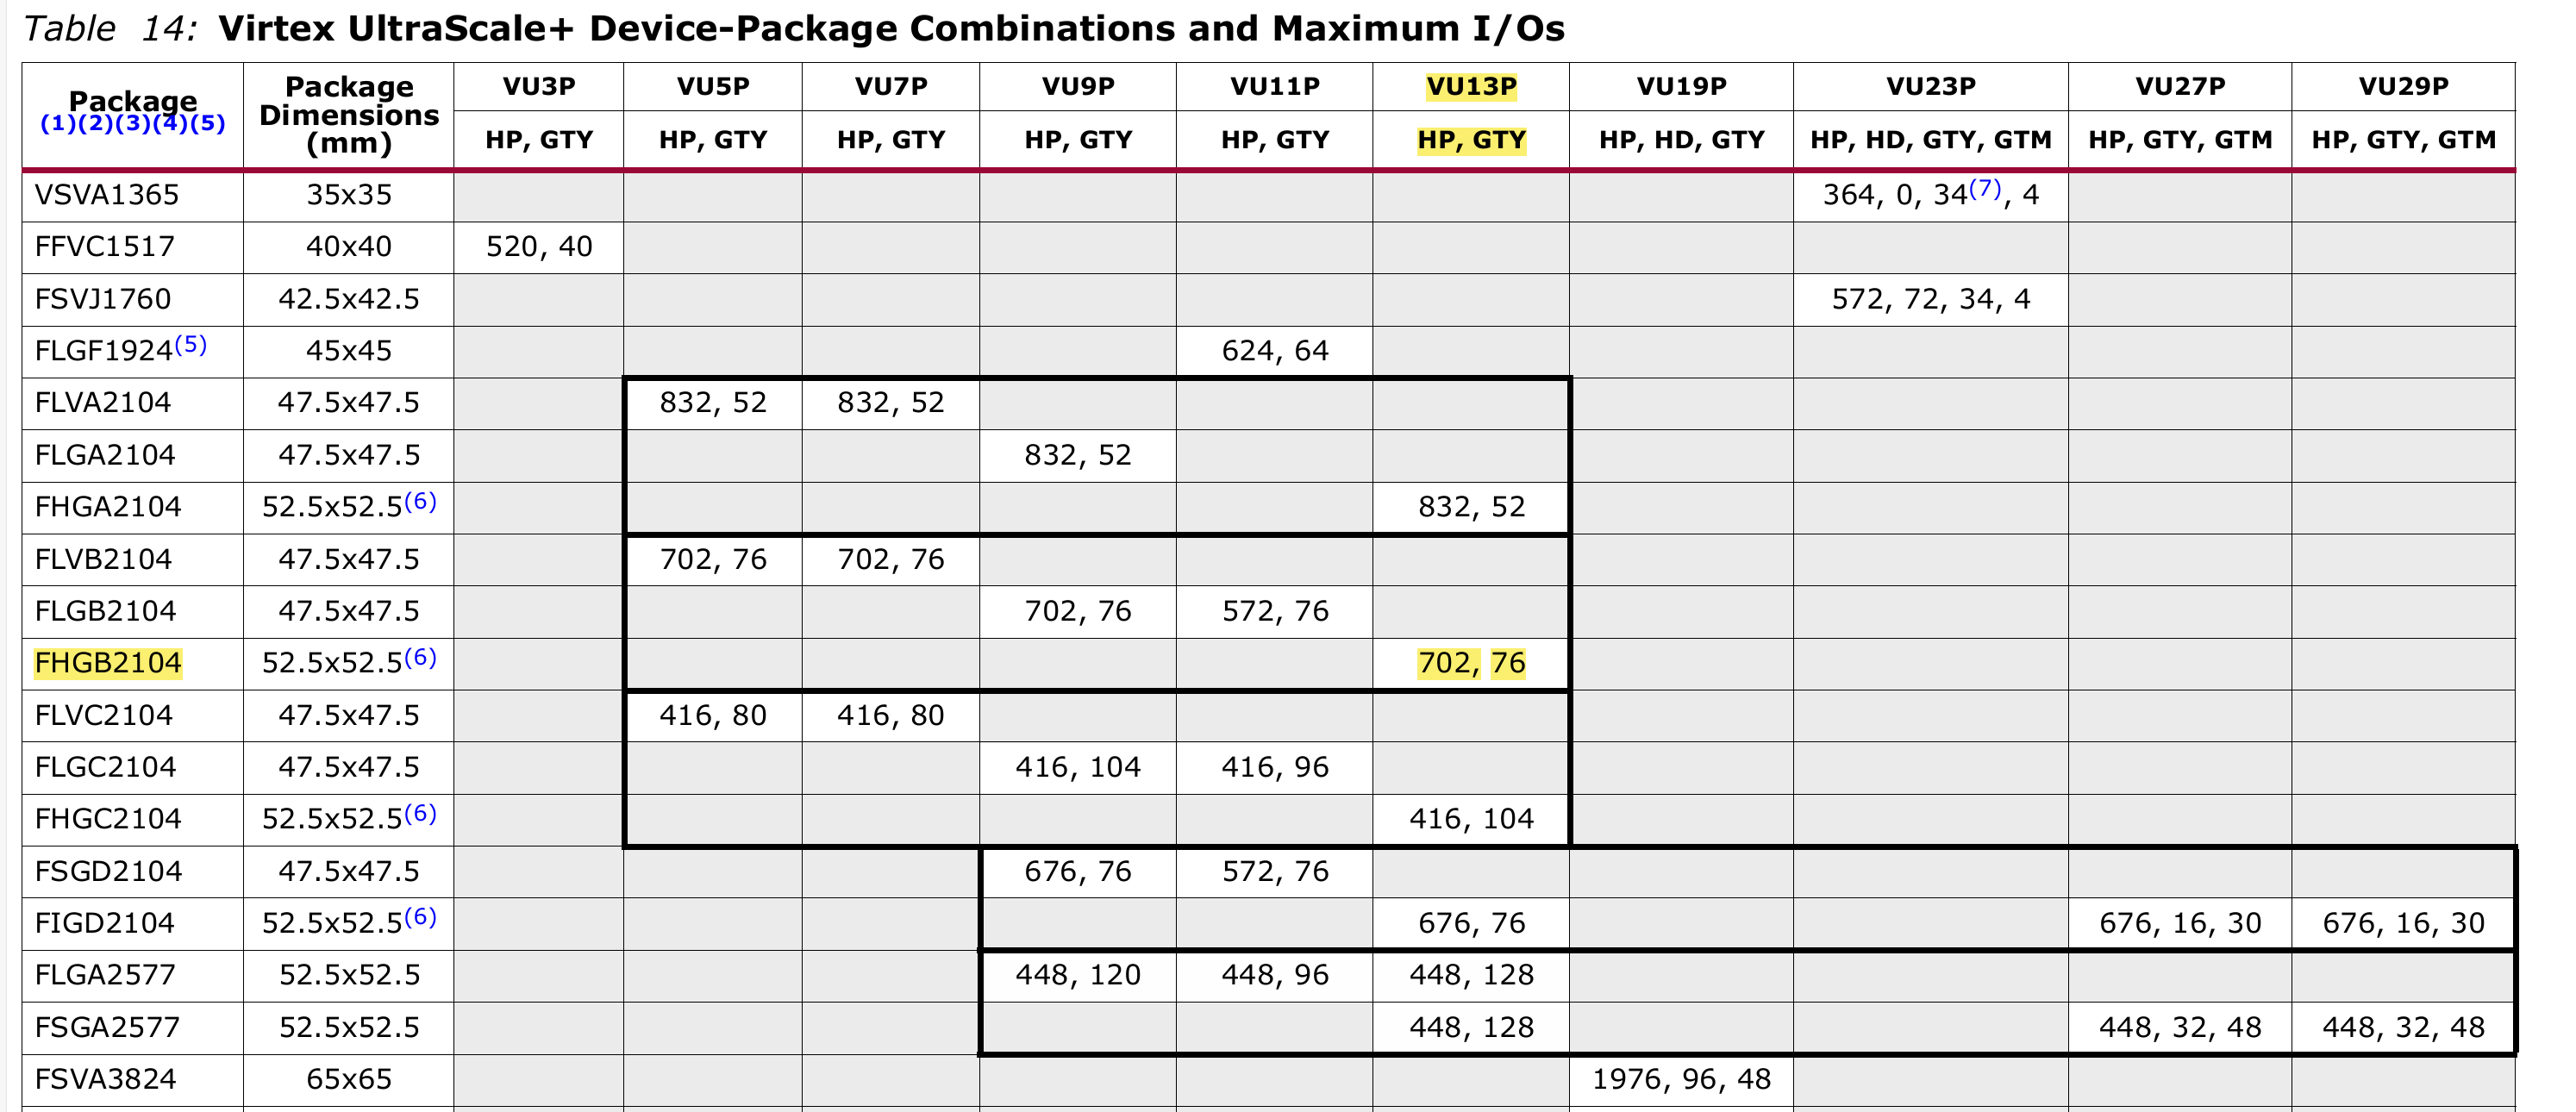 Table 14: Virtex UltraScale+ Device-Package Combinations and Maximum I/Os
Package (1)(2)(3)(4)(5) Package Dimensions (mm) VU3P VU5P VU7P VU9P VU11P VU13P VU19P VU23P VU27P VU29P
HP, GTY HP, GTY HP, GTY HP, GTY HP, GTY HP, GTY HP, HD, GTY HP, HD, GTY, GTM HP, GTY, GTM HP, GTY, GTM
VSVA1365 35x35 364, 0, 34(7), 4
FFVC1517 40x40 520, 40
FSVJ1760 42.5x42.5 572, 72, 34, 4
FLGF1924(5) 45x45 624, 64
FLVA2104 47.5x47.5 832, 52 832, 52
FLGA2104 47.5x47.5 832, 52
FHGA2104 52.5x52.5(6) 832, 52
FLVB2104 47.5x47.5 702, 76 702, 76
FLGB2104 47.5x47.5 702, 76 572, 76
FHGB2104 52.5x52.5(6) 702, 76
FLVC2104 47.5x47.5 416, 80 416, 80
FLGC2104 47.5x47.5 416, 104 416, 96
FHGC2104 52.5x52.5(6) 416, 104
FSGD2104 47.5x47.5 676, 76 572, 76
FIGD2104 52.5x52.5(6) 676, 76 676, 16, 30 676, 16, 30
FLGA2577 52.5x52.5 448, 120 448, 96 448, 128
FSGA2577 52.5x52.5 448, 128 448, 32, 48 448, 32, 48
FSVA3824 65x65 1976, 96, 48